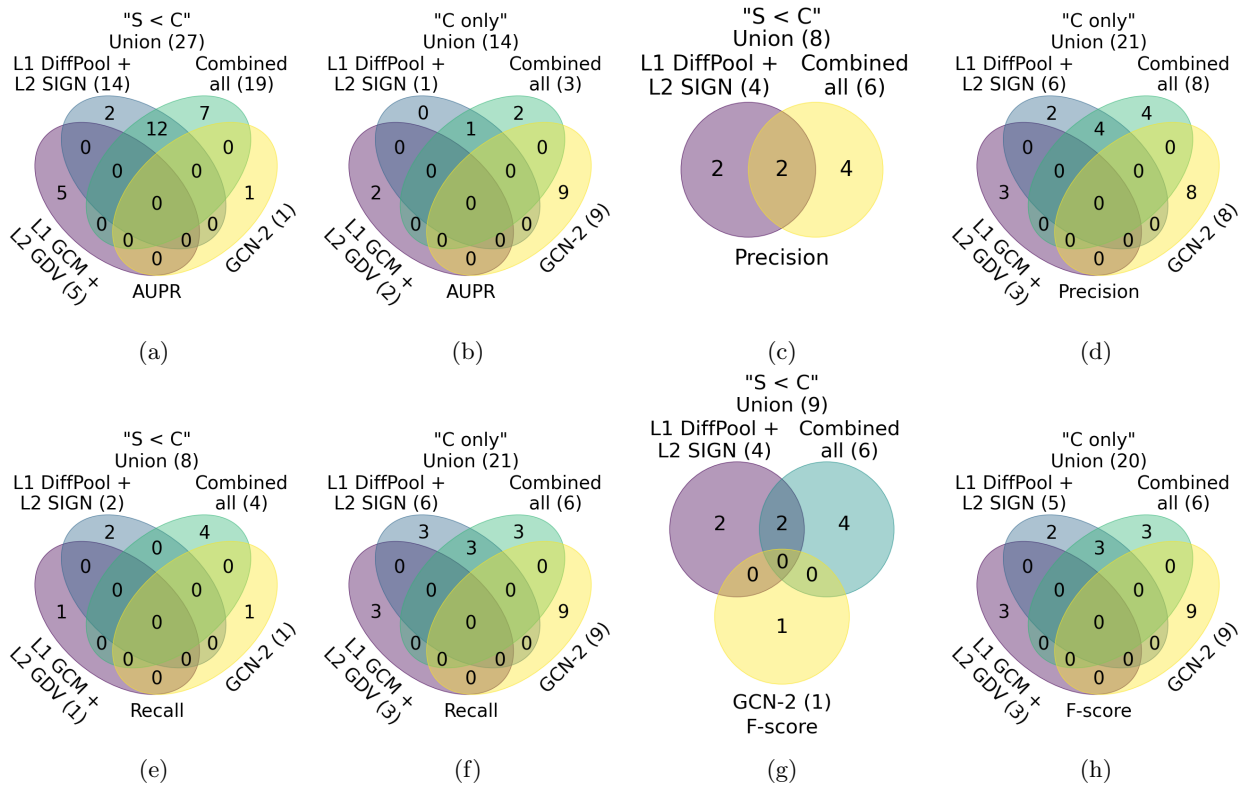 "S < C"
Union (27)
L1 DiffPool +
L2 SIGN (14)
Combined
all (19)
2
7
12
0
0
0
0
5
1
0
0
0
0
0
0
L1 GCM +
L2 GDV (5)
GCN-2 (1)
AUPR
(a)
"C only"
Union (14)
L1 DiffPool +
L2 SIGN (1)
Combined
all (3)
0
2
1
0
0
0
0
2
9
0
0
0
0
0
0
L1 GCM +
L2 GDV (2)
GCN-2 (9)
AUPR
(b)
"S < C"
Union (8)
L1 DiffPool +
L2 SIGN (4)
Combined
all (6)
2
2
4
Precision
(c)
"C only"
Union (21)
L1 DiffPool +
L2 SIGN (6)
Combined
all (8)
2
4
4
0
0
0
0
3
8
0
0
0
0
0
0
L1 GCM +
L2 GDV (3)
GCN-2 (8)
Precision
(d)
"S < C"
Union (8)
L1 DiffPool +
L2 SIGN (2)
Combined
all (4)
2
4
0
0
0
0
0
1
1
0
0
0
0
0
0
L1 GCM +
L2 GDV (1)
GCN-2 (1)
Recall
(e)
"C only"
Union (21)
L1 DiffPool +
L2 SIGN (6)
Combined
all (6)
3
3
3
0
0
0
0
3
9
0
0
0
0
0
0
L1 GCM +
L2 GDV (3)
GCN-2 (9)
Recall
(f)
"S < C"
Union (9)
L1 DiffPool +
L2 SIGN (4)
Combined
all (6)
2
2
4
0
0
0
1
GCN-2 (1)
F-score
(g)
"C only"
Union (20)
L1 DiffPool +
L2 SIGN (5)
Combined
all (6)
2
3
3
0
0
0
0
3
9
0
0
0
0
0
0
L1 GCM +
L2 GDV (3)
GCN-2 (9)
F-score
(h)